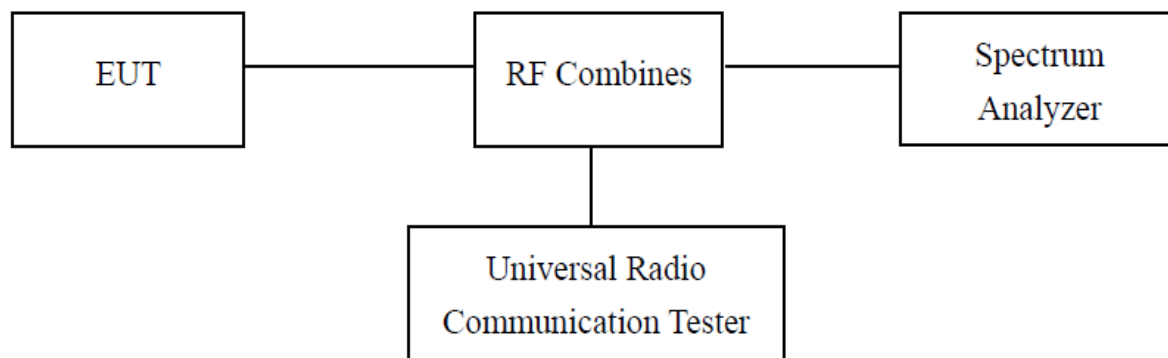 EUT
RF Combines
Spectrum
Analyzer
Universal Radio
Communication Tester